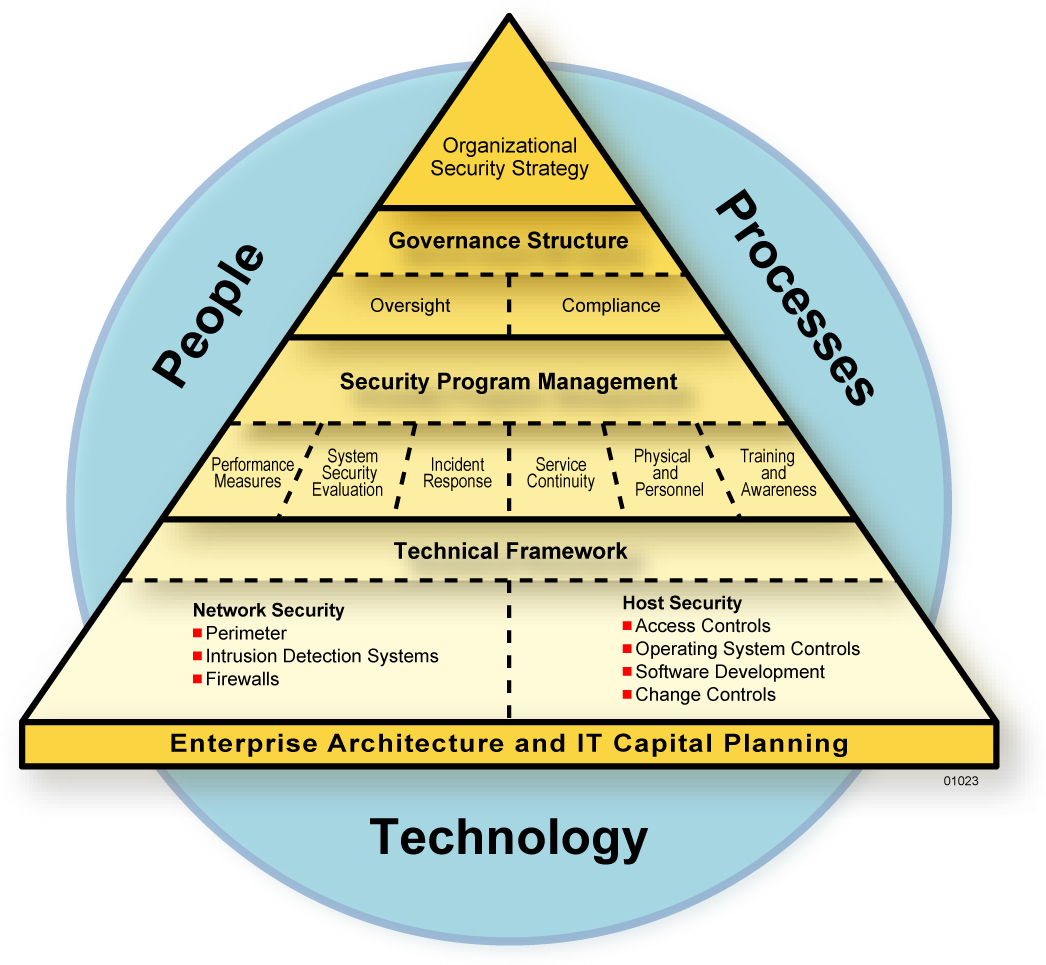 Organizational
Security Strategy
People
Processes
Governance Structure
Oversight
Compliance
Security Program Management
Performance
Measures
System
Security
Evaluation
Incident
Response
Service
Continuity
Physical
and
Personnel
Training
and
Awareness
Technical Framework
Network Security
Perimeter
Intrusion Detection Systems
Firewalls
Host Security
Access Controls
Operating System Controls
Software Development
Change Controls
Enterprise Architecture and IT Capital Planning
01023
Technology